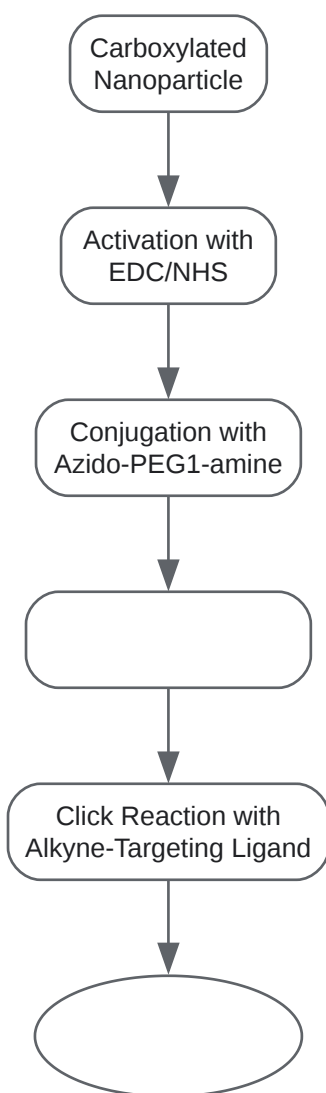 Carboxylated
Nanoparticle
Activation with
EDC/NHS
Conjugation with
Azido-PEG1-amine
Click Reaction with
Alkyne-Targeting Ligand